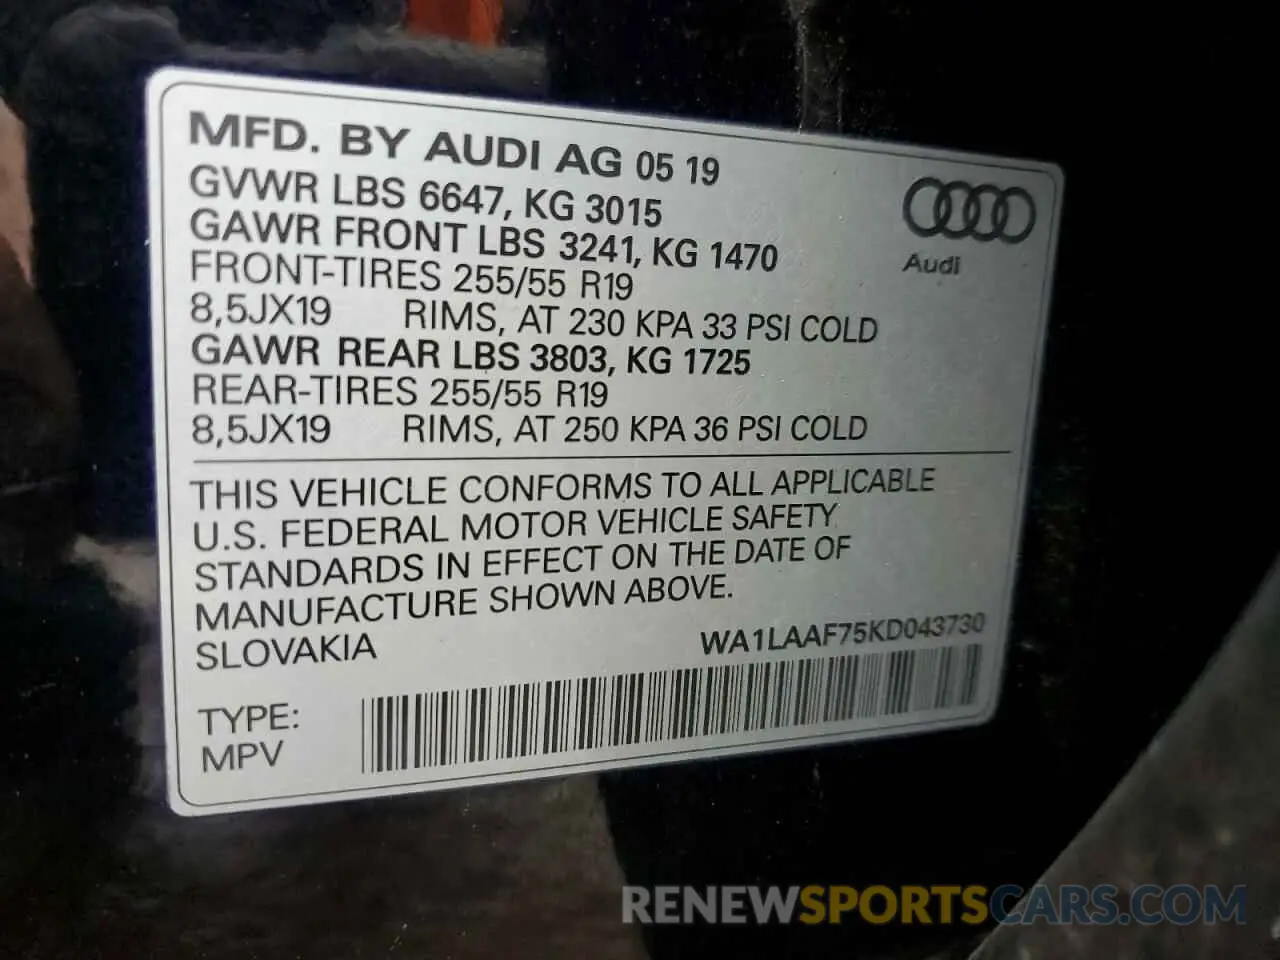 MFD. BY AUDI AG 05 19
GVWR LBS 6647, KG 3015
GAWR FRONT LBS 3241, KG 1470
FRONT-TIRES 255/55 R19
8,5JX19 RIMS, AT 230 KPA 33 PSI COLD
GAWR REAR LBS 3803, KG 1725
REAR-TIRES 255/55 R19
8,5JX19 RIMS, AT 250 KPA 36 PSI COLD
Audi
THIS VEHICLE CONFORMS TO ALL APPLICABLE
U.S. FEDERAL MOTOR VEHICLE SAFETY
STANDARDS IN EFFECT ON THE DATE OF
MANUFACTURE SHOWN ABOVE.
SLOVAKIA WA1LAAF75KD043730
TYPE:
MPV
RENEWSPORTSCARS.COM